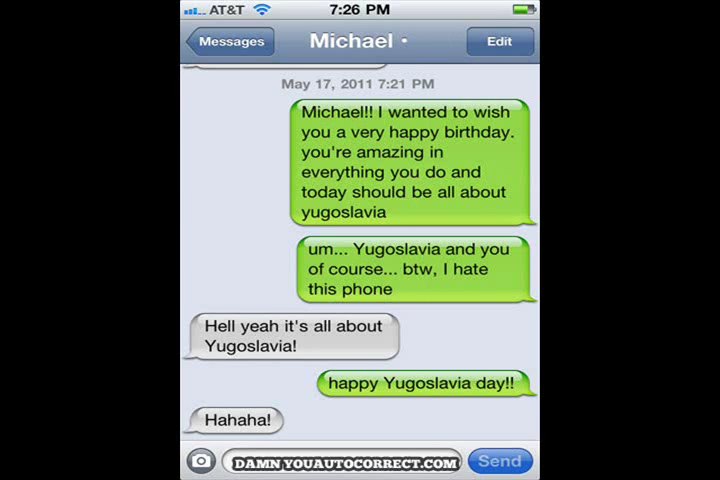 AT&T 7:26 PM
Messages Michael Edit
May 17, 2011 7:21 PM
Michael!! I wanted to wish
you a very happy birthday.
you're amazing in
everything you do and
today should be all about
yugoslavia
um... Yugoslavia and you
of course... btw, I hate
this phone
Hell yeah it's all about
Yugoslavia!
happy Yugoslavia day!!
Hahaha!
DAMNYOUAUTOCORRECT.COM Send